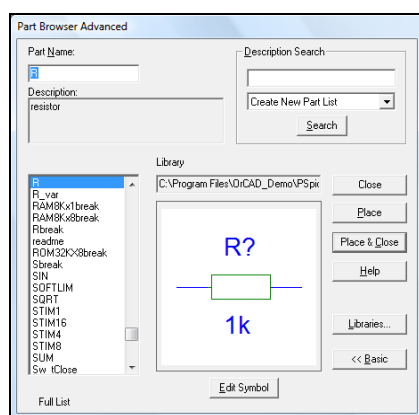 Part Browser Advanced
Part Name:
R
Description:
resistor
Description Search
Create New Part List
Search
Library
C:\Program Files\OrCAD_Demo\PSpic
R
R_var
RAM8Kx1break
RAM8Kx8break
Rbreak
readme
ROM32KX8break
Sbreak
SIN
SOFTLIM
SQRT
STIM1
STIM16
STIM4
STIM8
SUM
Sw_tClose
Full List
R?
1k
Edit Symbol
Close
Place
Place & Close
Help
Libraries...
<< Basic